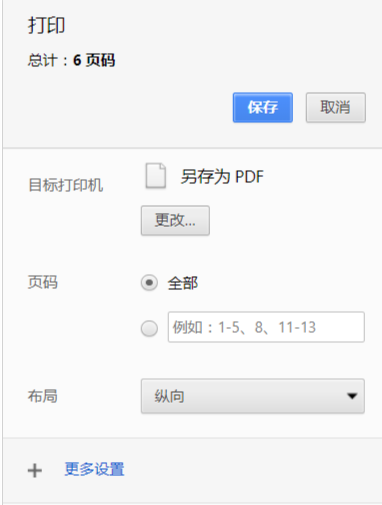 打印
总计：6 页码
保存 取消
目标打印机 另存为 PDF
更改...
页码 全部
例如：1-5、8、11-13
布局 纵向
更多设置